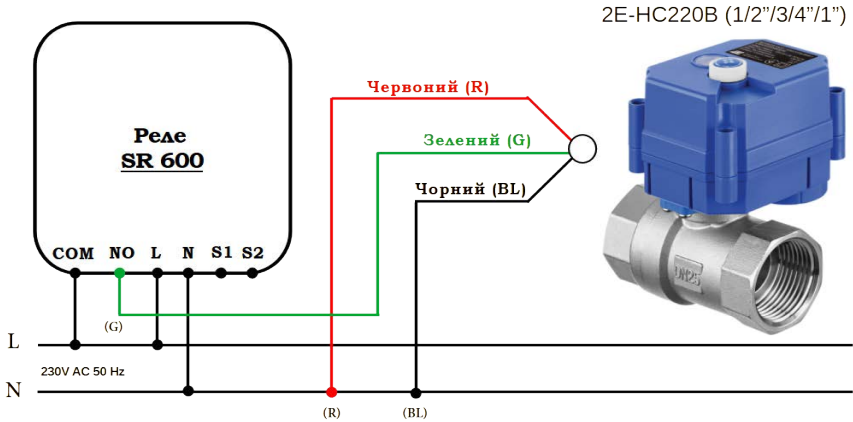 2E-HC220B (1/2”/3/4”/1”)
Червоний (R)
Реле
SR 600
Зелений (G)
Чорний (BL)
COM NO L N S1 S2
DN25
(G)
L
230V AC 50 Hz
N
(R) (BL)